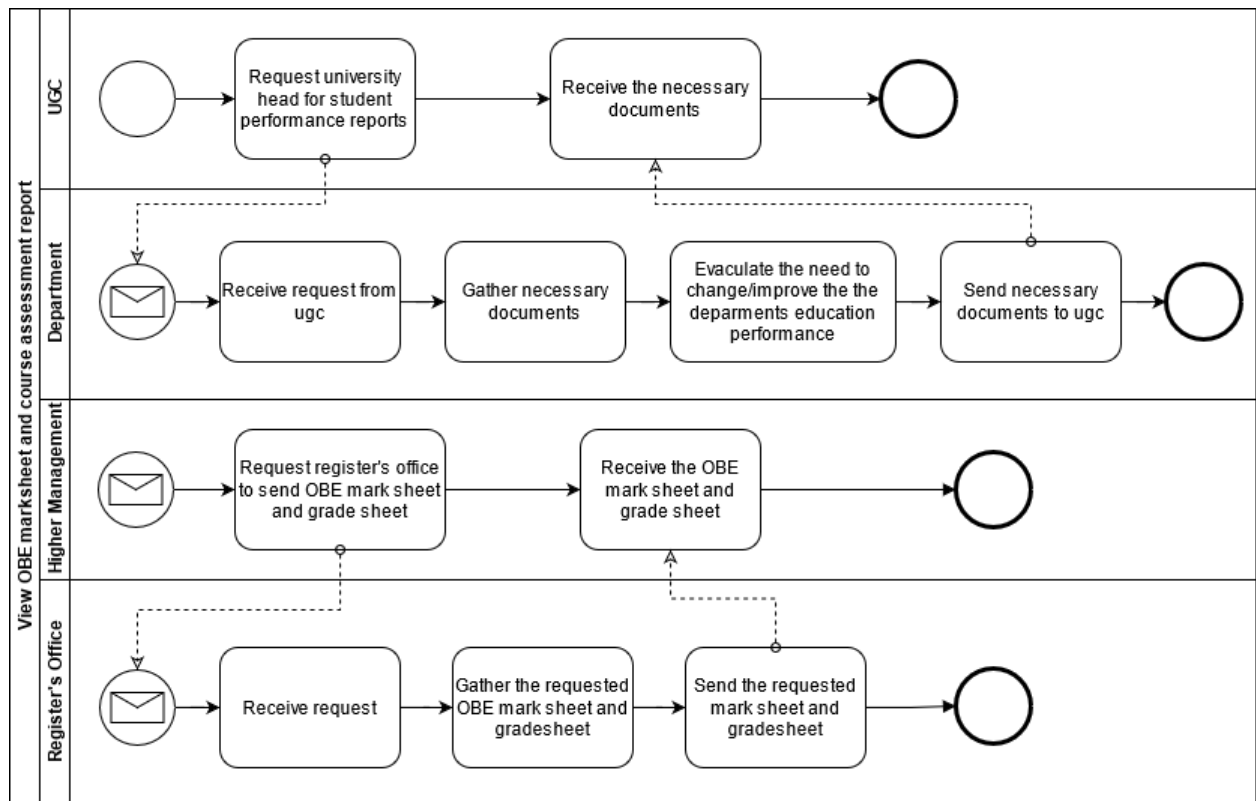 View OBE marksheet and course assessment report
UGC
Request university
head for student
performance reports
Receive the necessary
documents
Department
Receive request from
ugc
Gather necessary
documents
Evaculate the need to
change/improve the the
deparments education
performance
Send necessary
documents to ugc
Higher Management
Request register's office
to send OBE mark sheet
and grade sheet
Receive the OBE
mark sheet and
grade sheet
Register's Office
Receive request
Gather the requested
OBE mark sheet and
gradesheet
Send the requested
mark sheet and
gradesheet